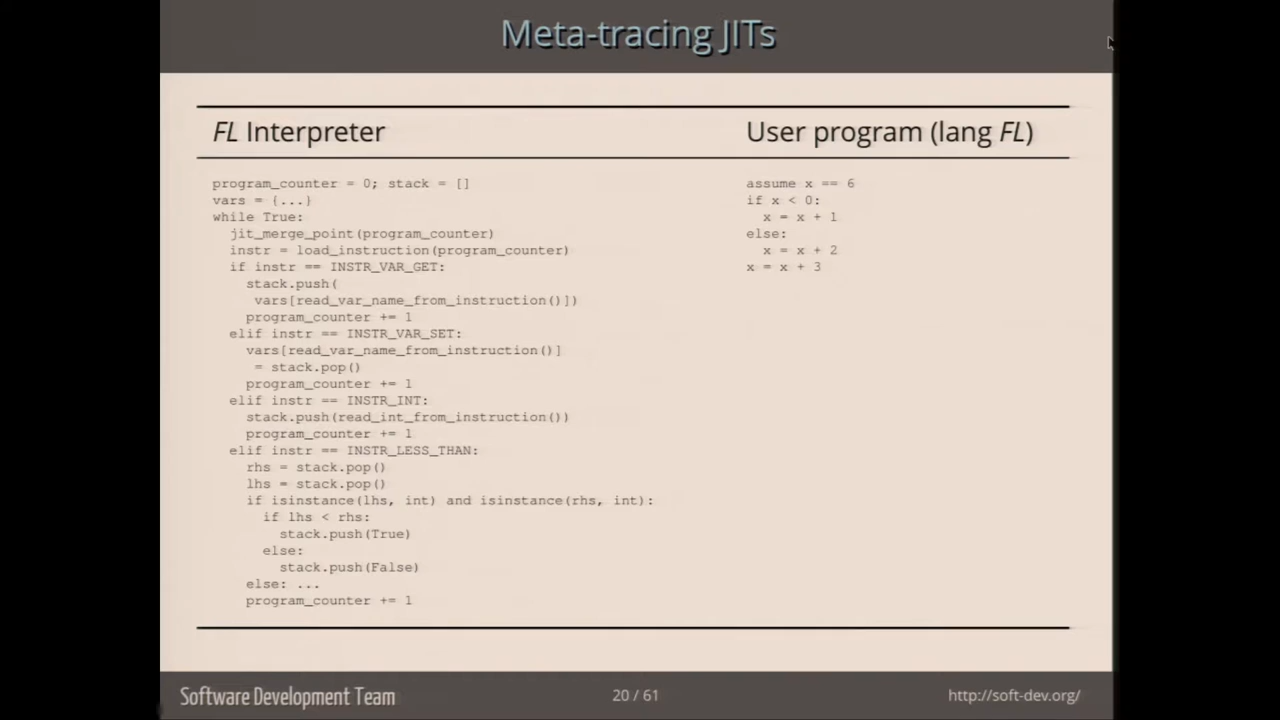 Meta-tracing JITs
FL Interpreter
User program (lang FL)
program_counter = 0; stack = []
vars = {...}
while True:
  jit_merge_point(program_counter)
  instr = load_instruction(program_counter)
  if instr == INSTR_VAR_GET:
    stack.push(
     vars[read_var_name_from_instruction()])
    program_counter += 1
  elif instr == INSTR_VAR_SET:
    vars[read_var_name_from_instruction()]
     = stack.pop()
    program_counter += 1
  elif instr == INSTR_INT:
    stack.push(read_int_from_instruction())
    program_counter += 1
  elif instr == INSTR_LESS_THAN:
    rhs = stack.pop()
    lhs = stack.pop()
    if isinstance(lhs, int) and isinstance(rhs, int):
      if lhs < rhs:
        stack.push(True)
      else:
        stack.push(False)
    else: ...
    program_counter += 1
assume x == 6
if x < 0:
  x = x + 1
else:
  x = x + 2
x = x + 3
Software Development Team
20 / 61
http://soft-dev.org/